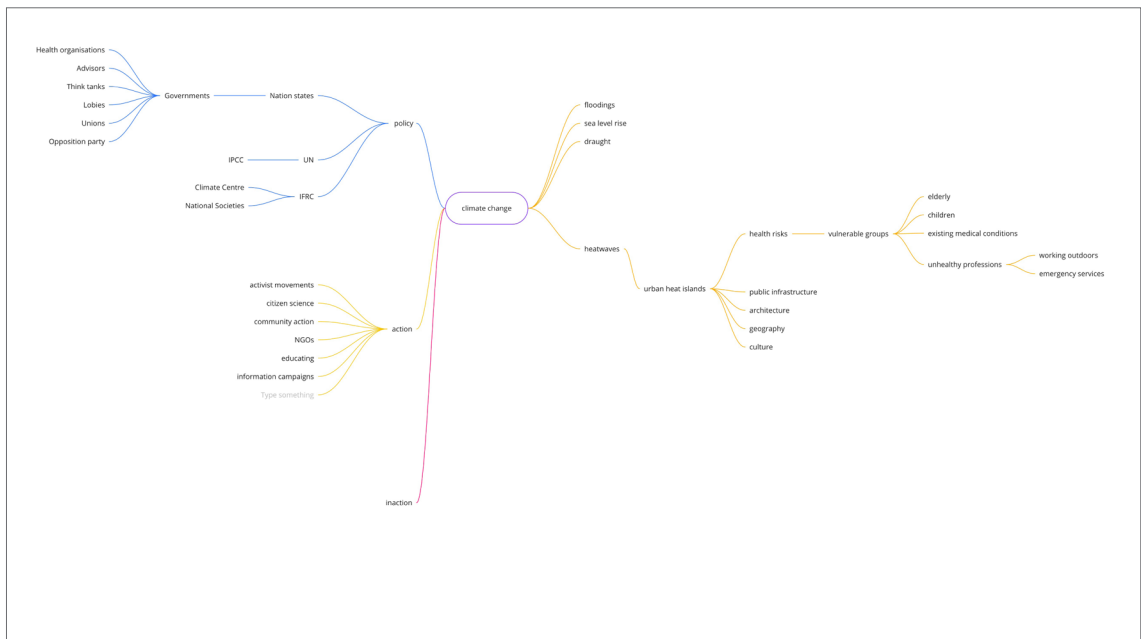 Health organisations
Advisors
Think tanks
Lobies
Unions
Opposition party
Governments
Nation states
policy
IPCC
UN
Climate Centre
National Societies
IFRC
climate change
activist movements
citizen science
community action
NGOs
educating
information campaigns
Type something
action
inaction
floodings
sea level rise
draught
heatwaves
urban heat islands
health risks
vulnerable groups
elderly
children
existing medical conditions
unhealthy professions
working outdoors
emergency services
public infrastructure
architecture
geography
culture